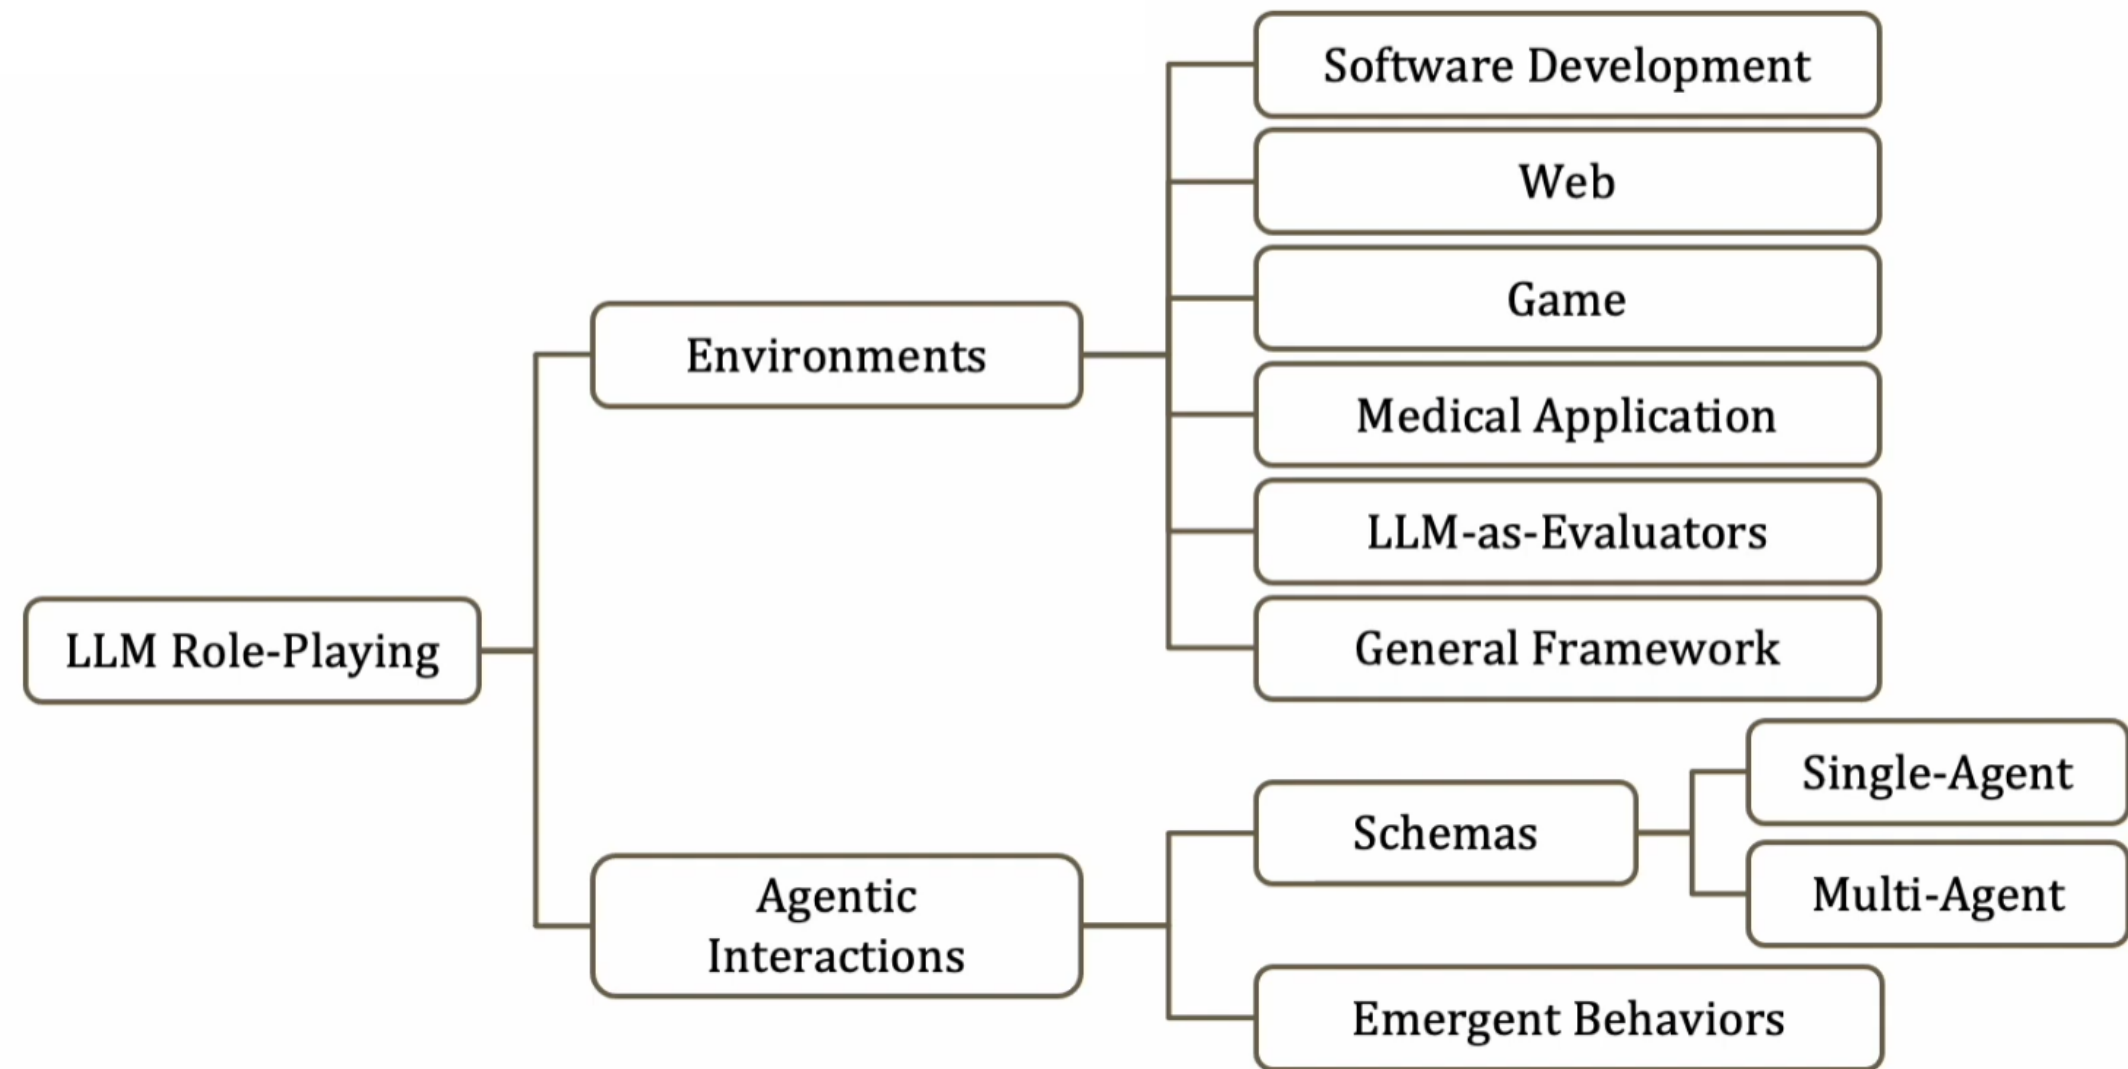 LLM Role-Playing
Environments
Software Development
Web
Game
Medical Application
LLM-as-Evaluators
General Framework
Agentic
Interactions
Schemas
Single-Agent
Multi-Agent
Emergent Behaviors